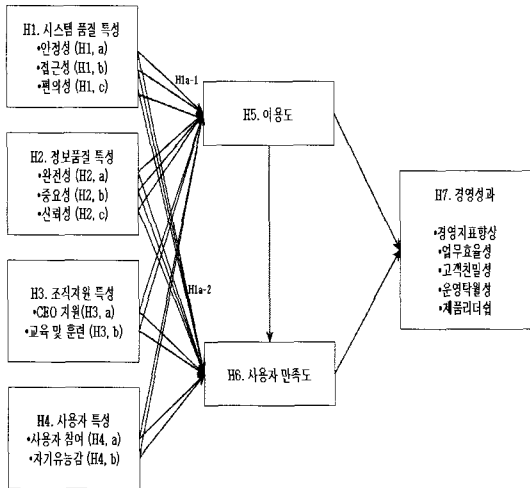 H1. 시스템 품질 특성
•안정성 (H1, a)
•접근성 (H1, b)
•편의성 (H1, c)
H1a-1
H5. 이용도
H2. 정보품질 특성
•완전성 (H2, a)
•중요성 (H2, b)
•신뢰성 (H2, c)
H7. 경영성과
•경영지표향상
•업무효율성
•고객친밀성
•운영탁월성
•제품리더쉽
H3. 조직지원 특성
•CEO 지원(H3, a)
•교육 및 훈련 (H3, b)
H1a-2
H6. 사용자 만족도
H4. 사용자 특성
•사용자 참여 (H4, a)
•자기유능감 (H4, b)